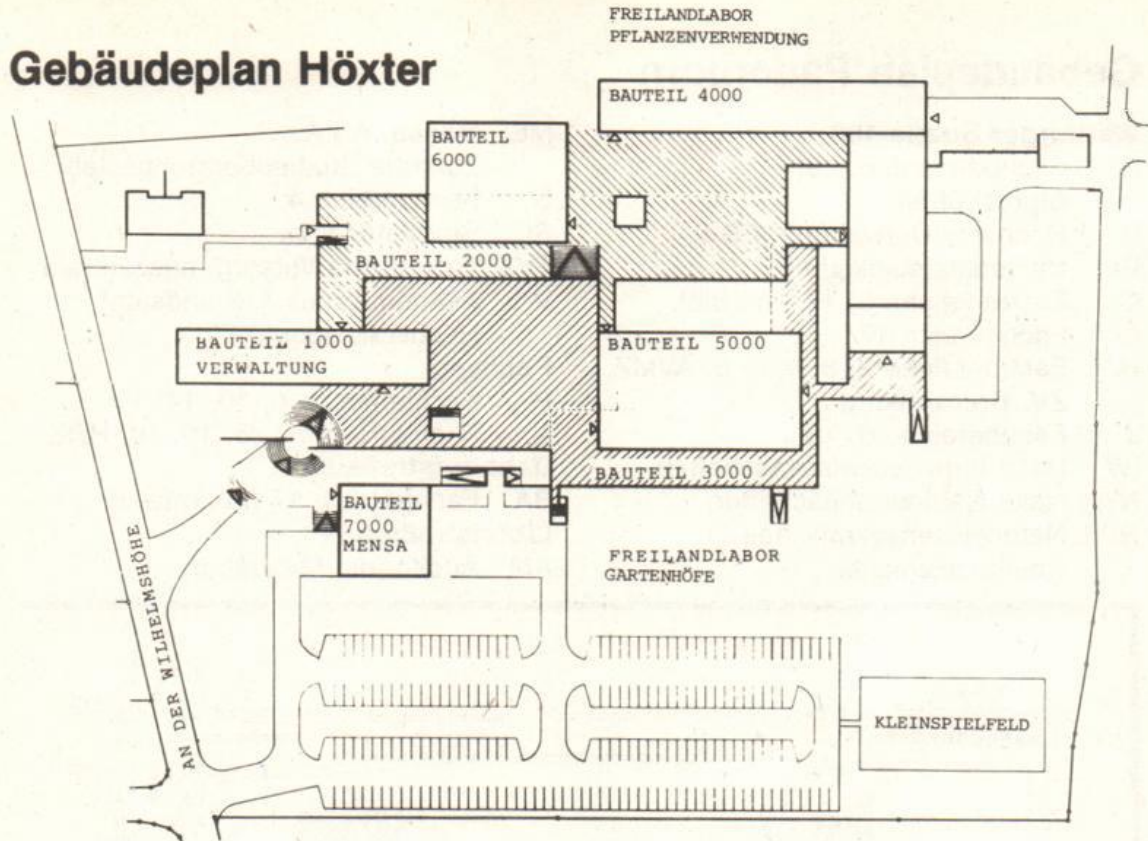 Gebäudeplan Höxter
FREILANDLABOR
PFLANZENVERWENDUNG
BAUTEIL 4000
BAUTEIL
6000
BAUTEIL 2000
BAUTEIL 1000
VERWALTUNG
BAUTEIL 5000
BAUTEIL 3000
BAUTEIL
7000
MENSA
FREILANDLABOR
GARTENHÖFE
AN DER WILHELMSHÖHE
KLEINSPIELFELD